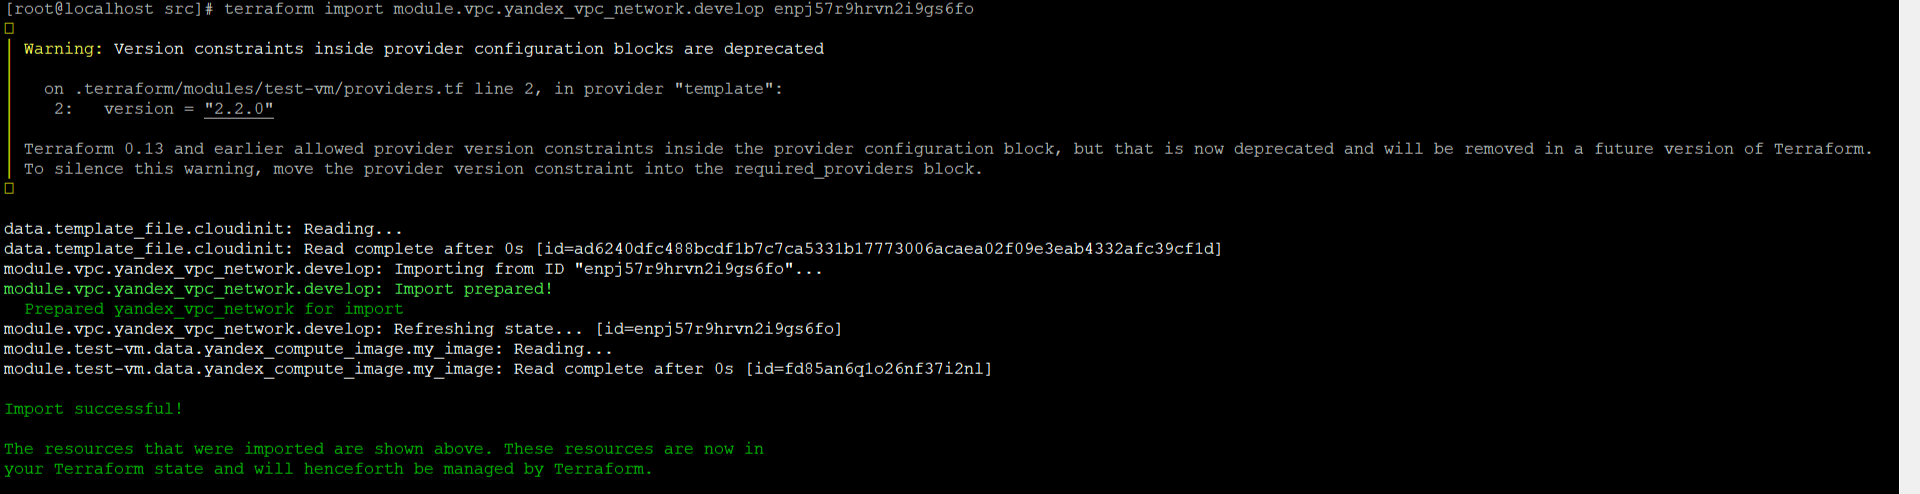 [root@localhost src]# terraform import module.vpc.yandex_vpc_network.develop enpj57r9hrvn2i9gs6fo
Warning: Version constraints inside provider configuration blocks are deprecated
on .terraform/modules/test-vm/providers.tf line 2, in provider "template":
2: version = "2.2.0"
Terraform 0.13 and earlier allowed provider version constraints inside the provider configuration block, but that is now deprecated and will be removed in a future version of Terraform.
To silence this warning, move the provider version constraint into the required_providers block.
data.template_file.cloudinit: Reading...
data.template_file.cloudinit: Read complete after 0s [id=ad6240dfc488bcdf1b7c7ca5331b17773006acaea02f09e3eab4332afc39cf1d]
module.vpc.yandex_vpc_network.develop: Importing from ID "enpj57r9hrvn2i9gs6fo"...
module.vpc.yandex_vpc_network.develop: Import prepared!
Prepared yandex_vpc_network for import
module.vpc.yandex_vpc_network.develop: Refreshing state... [id=enpj57r9hrvn2i9gs6fo]
module.test-vm.data.yandex_compute_image.my_image: Reading...
module.test-vm.data.yandex_compute_image.my_image: Read complete after 0s [id=fd85an6q1o26nf37i2nl]
Import successful!
The resources that were imported are shown above. These resources are now in
your Terraform state and will henceforth be managed by Terraform.